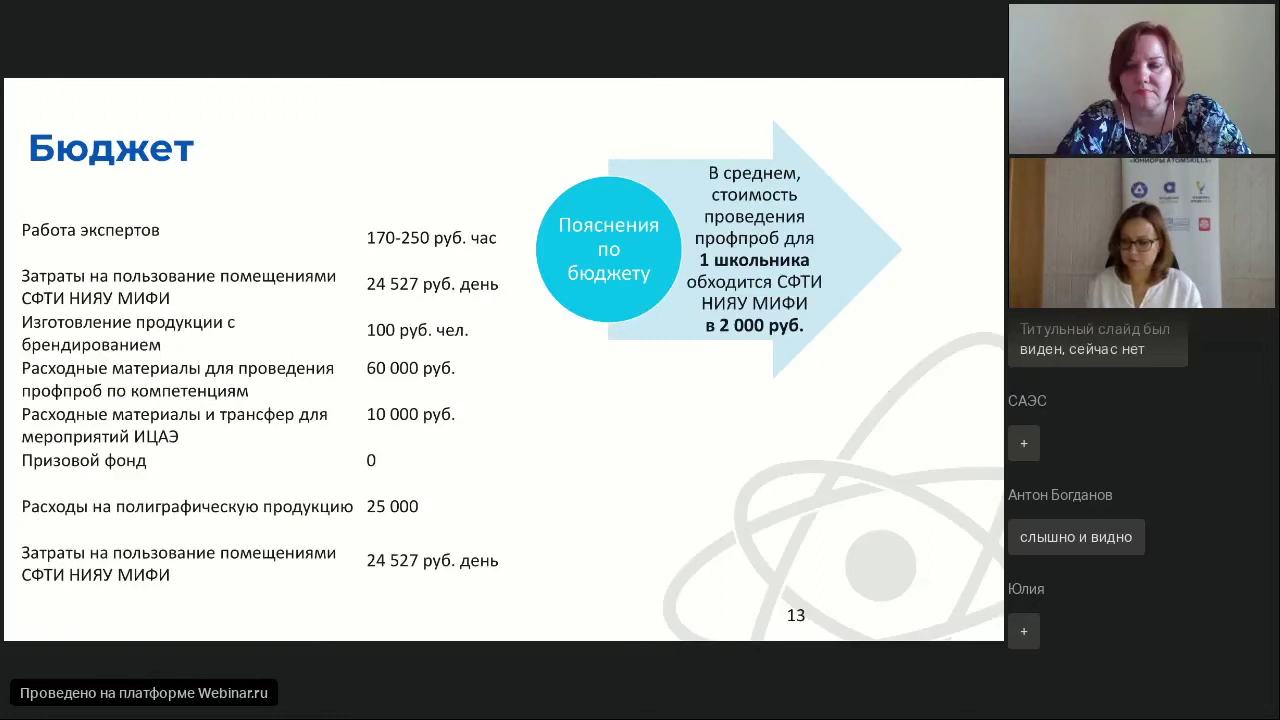 Бюджет
Работа экспертов
170-250 руб. час
Затраты на пользование помещениями
СФТИ НИЯУ МИФИ
24 527 руб. день
Изготовление продукции с
брендированием
100 руб. чел.
Расходные материалы для проведения
профпроб по компетенциям
60 000 руб.
Расходные материалы и трансфер для
мероприятий ИЦАЭ
10 000 руб.
Призовой фонд
0
Расходы на полиграфическую продукцию
25 000
Затраты на пользование помещениями
СФТИ НИЯУ МИФИ
24 527 руб. день
Пояснения
по
бюджету
В среднем,
стоимость
проведения
профпроб для
1 школьника
обходится СФТИ
НИЯУ МИФИ
в 2 000 руб.
13
«ЮНИОРЫ ATOMSKILLS»
Титульный слайд был
виден, сейчас нет
САЭС
+
Антон Богданов
слышно и видно
Юлия
+
Проведено на платформе Webinar.ru